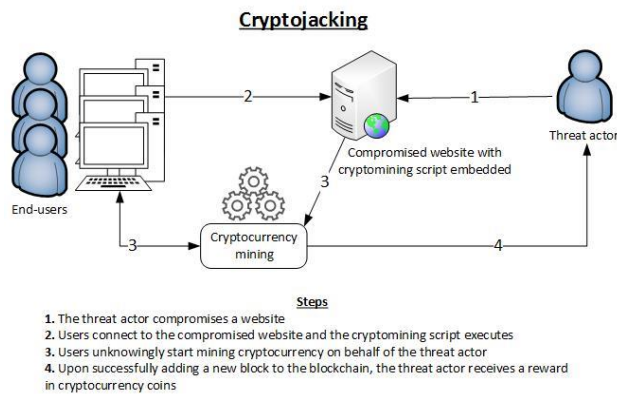 Cryptojacking
2
1
Compromised website with
cryptomining script embedded
Threat actor
End-users
3
3
Cryptocurrency
mining
4
Steps
1. The threat actor compromises a website
2. Users connect to the compromised website and the cryptomining script executes
3. Users unknowingly start mining cryptocurrency on behalf of the threat actor
4. Upon successfully adding a new block to the blockchain, the threat actor receives a reward
in cryptocurrency coins